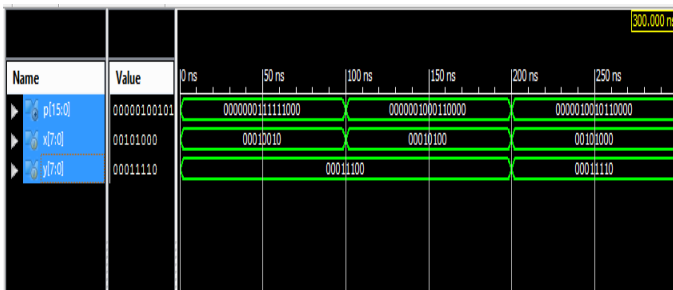 300.000 ns
Name Value 0 ns 50 ns 100 ns 150 ns 200 ns 250 ns
p[15:0] 00000100101 0000000111111000 0000001000110000 0000010010110000
x[7:0] 00101000 00010010 00010100 00101000
y[7:0] 00011110 00011100 00011110